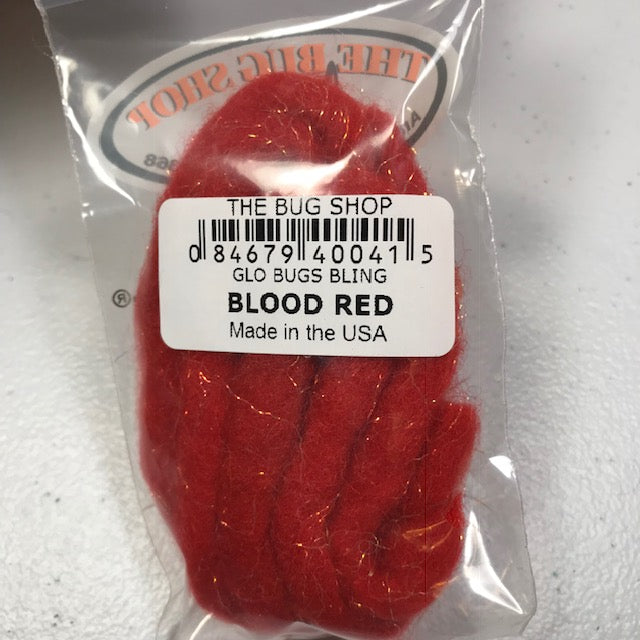 THE BUG SHOP
THE BUG SHOP
0 84679 40041 5
GLO BUGS BLING
BLOOD RED
Made in the USA
®